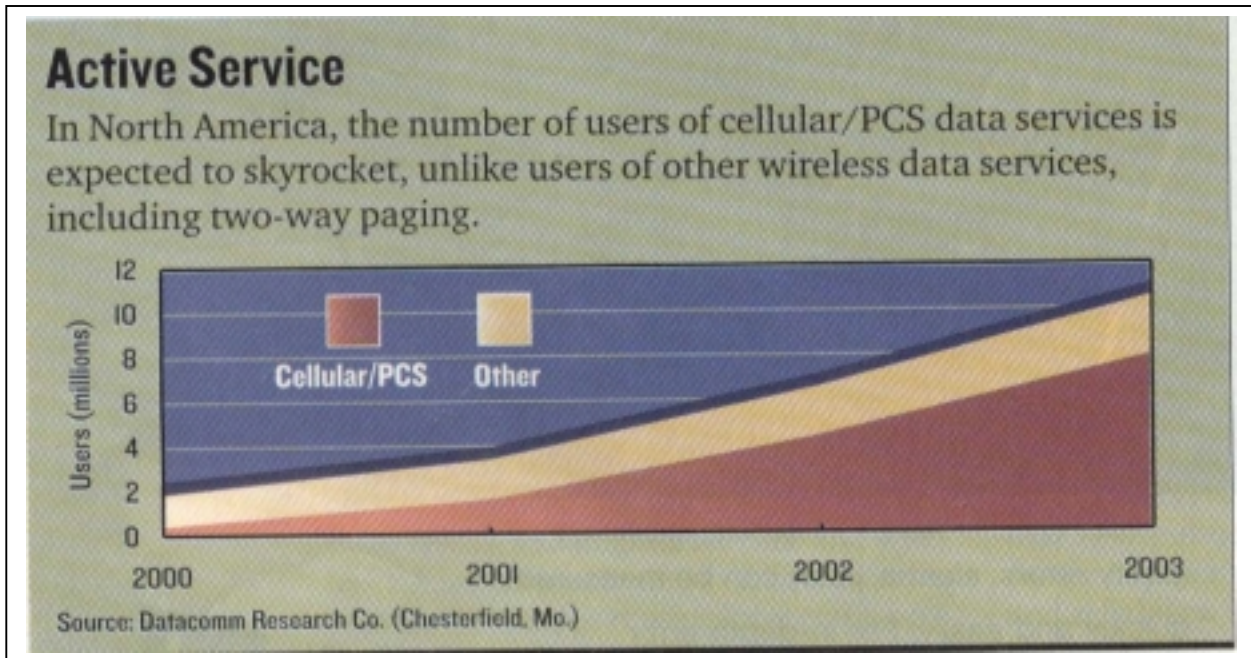 Active Service
In North America, the number of users of cellular/PCS data services is
expected to skyrocket, unlike users of other wireless data services,
including two-way paging.
Users (millions)
12
10
8
6
4
2
0
Cellular/PCS Other
2000 2001 2002 2003
Source: Datacomm Research Co. (Chesterfield, Mo.)